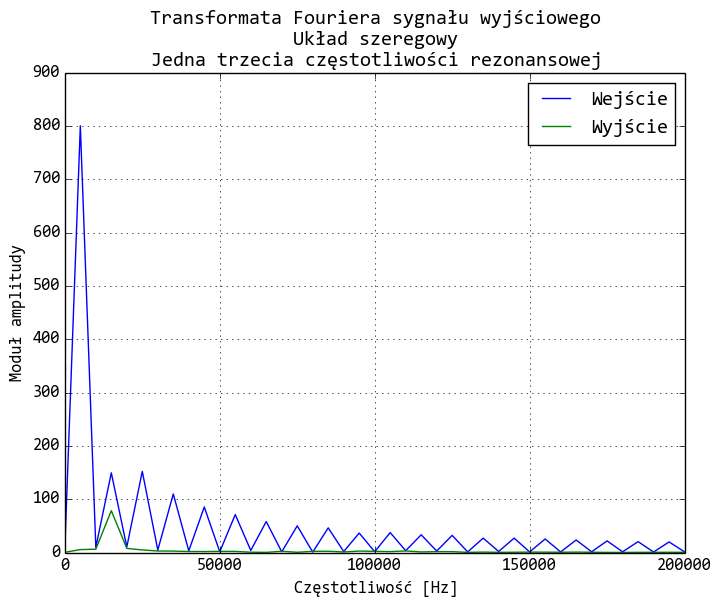 Transformata Fouriera sygnału wyjściowego
Układ szeregowy
Jedna trzecia częstotliwości rezonansowej
900
800
700
600
500
400
300
200
100
0
Moduł amplitudy
Wejście
Wyjście
0 50000 100000 150000 200000
Częstotliwość [Hz]